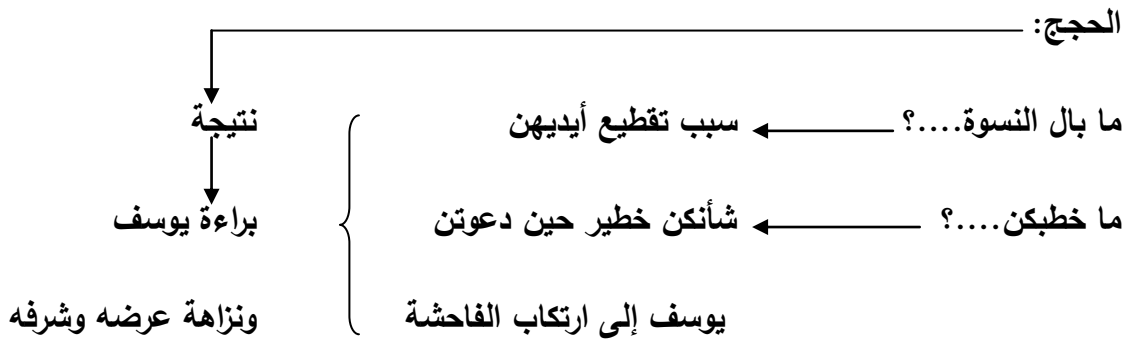 الحجج:
ما بال النسوة....؟ سبب تقطيع أيديهن نتيجة
ما خطبكن....؟ شأنكن خطير حين دعوتن براءة يوسف
يوسف إلى ارتكاب الفاحشة ونزاهة عرضه وشرفه